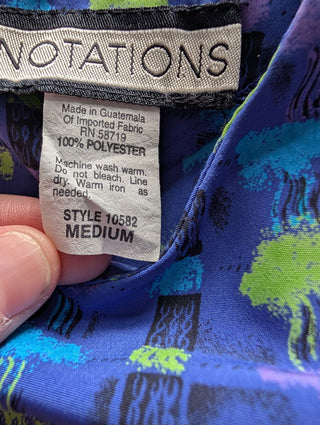 NOTATIONS
Made in Guatemala
Of Imported Fabric
RN 58719
100% POLYESTER
Machine wash warm.
Do not bleach. Line
dry. Warm iron as
needed.
STYLE 10582
MEDIUM